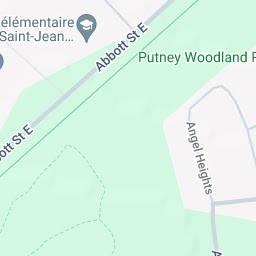 élémentaire
Saint-Jean...
Abbott St E
Putney Woodland
Angel Heights
bott St E